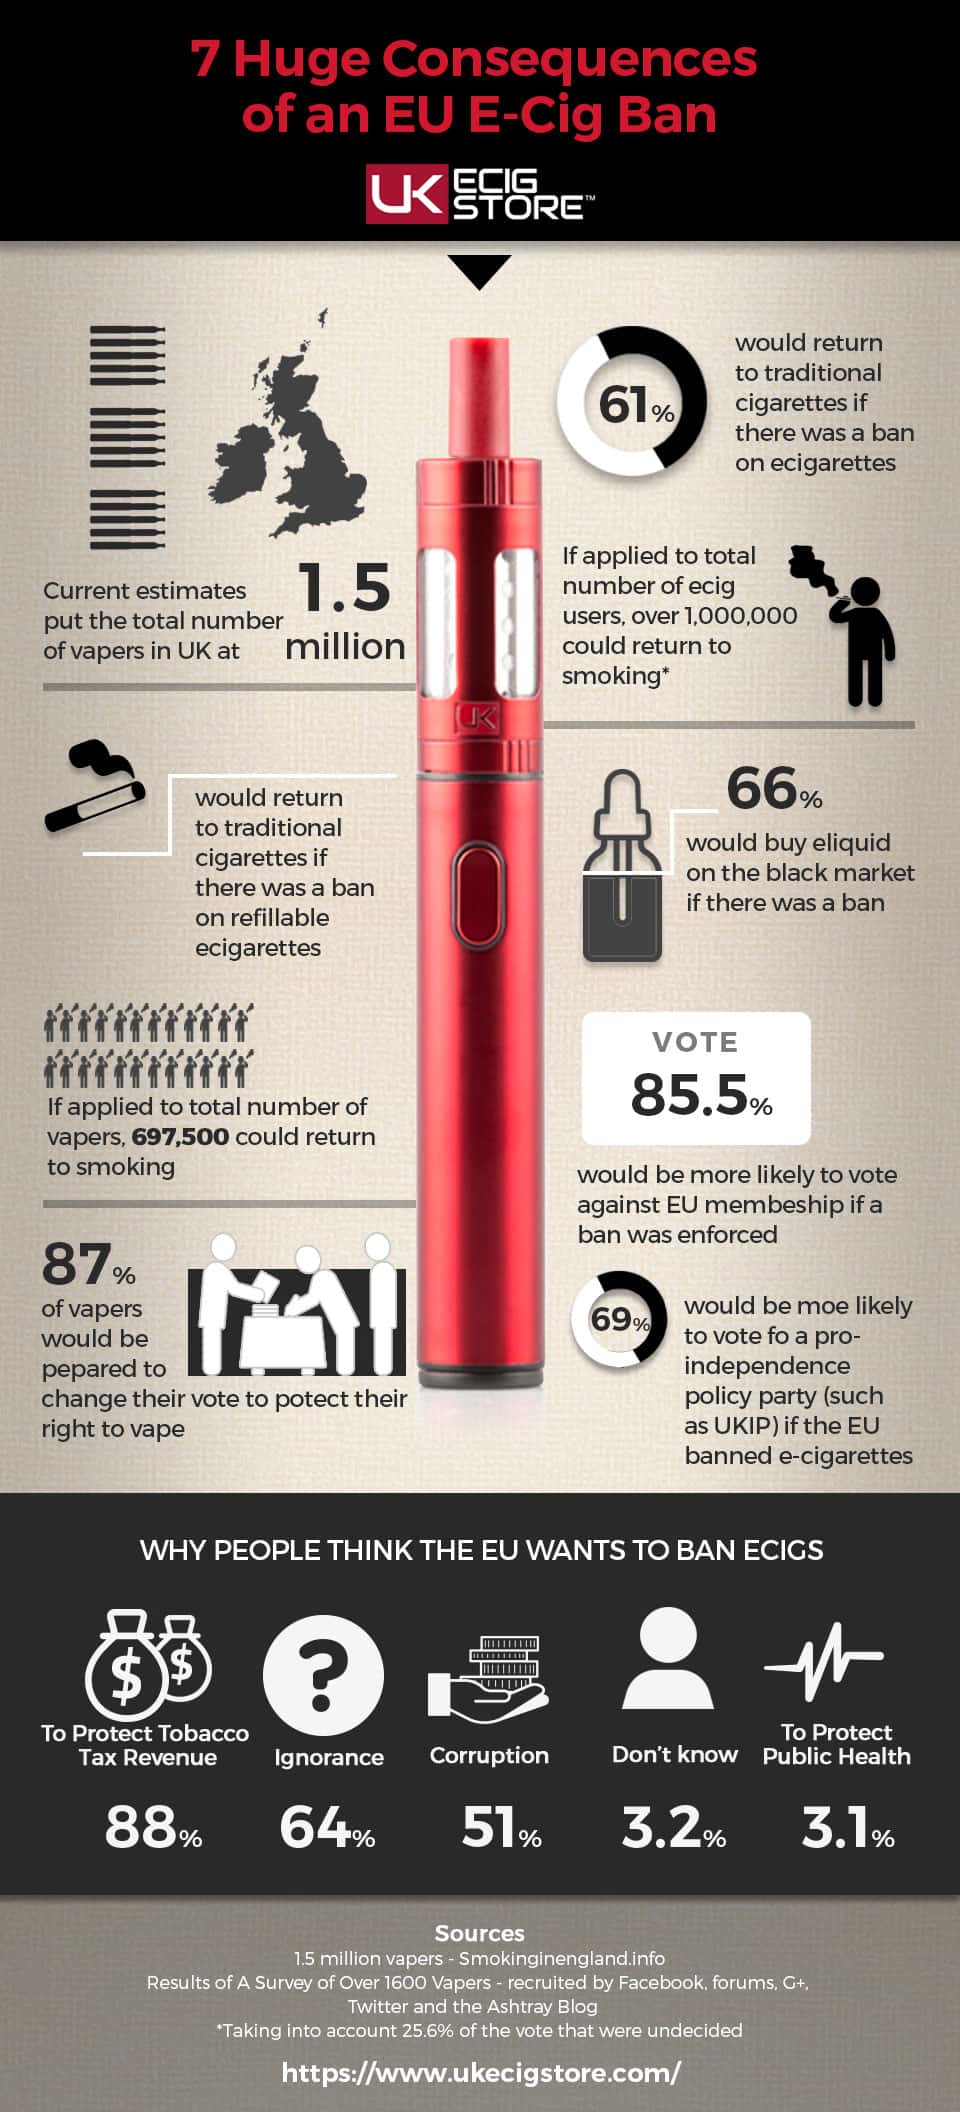 7 Huge Consequences
of an EU E-Cig Ban
UK ECIG
STORE™
61%
would return
to traditional
cigarettes if
there was a ban
on ecigarettes
Current estimates
put the total number
of vapers in UK at
1.5
million
If applied to total
number of ecig
users, over 1,000,000
could return to
smoking*
UK
would return
to traditional
cigarettes if
there was a ban
on refillable
ecigarettes
66%
would buy eliquid
on the black market
if there was a ban
If applied to total number of
vapers, 697,500 could return
to smoking
VOTE
85.5%
would be more likely to vote
against EU membeship if a
ban was enforced
87%
of vapers
would be
pepared to
change their vote to potect their
right to vape
69%
would be moe likely
to vote fo a pro-
independence
policy party (such
as UKIP) if the EU
banned e-cigarettes
WHY PEOPLE THINK THE EU WANTS TO BAN ECIGS
$ $
To Protect Tobacco
Tax Revenue
88%
?
Ignorance
64%
Corruption
51%
Don't know
3.2%
To Protect
Public Health
3.1%
Sources
1.5 million vapers - Smokinginengland.info
Results of A Survey of Over 1600 Vapers - recruited by Facebook, forums, G+,
Twitter and the Ashtray Blog
*Taking into account 25.6% of the vote that were undecided
https://www.ukecigstore.com/